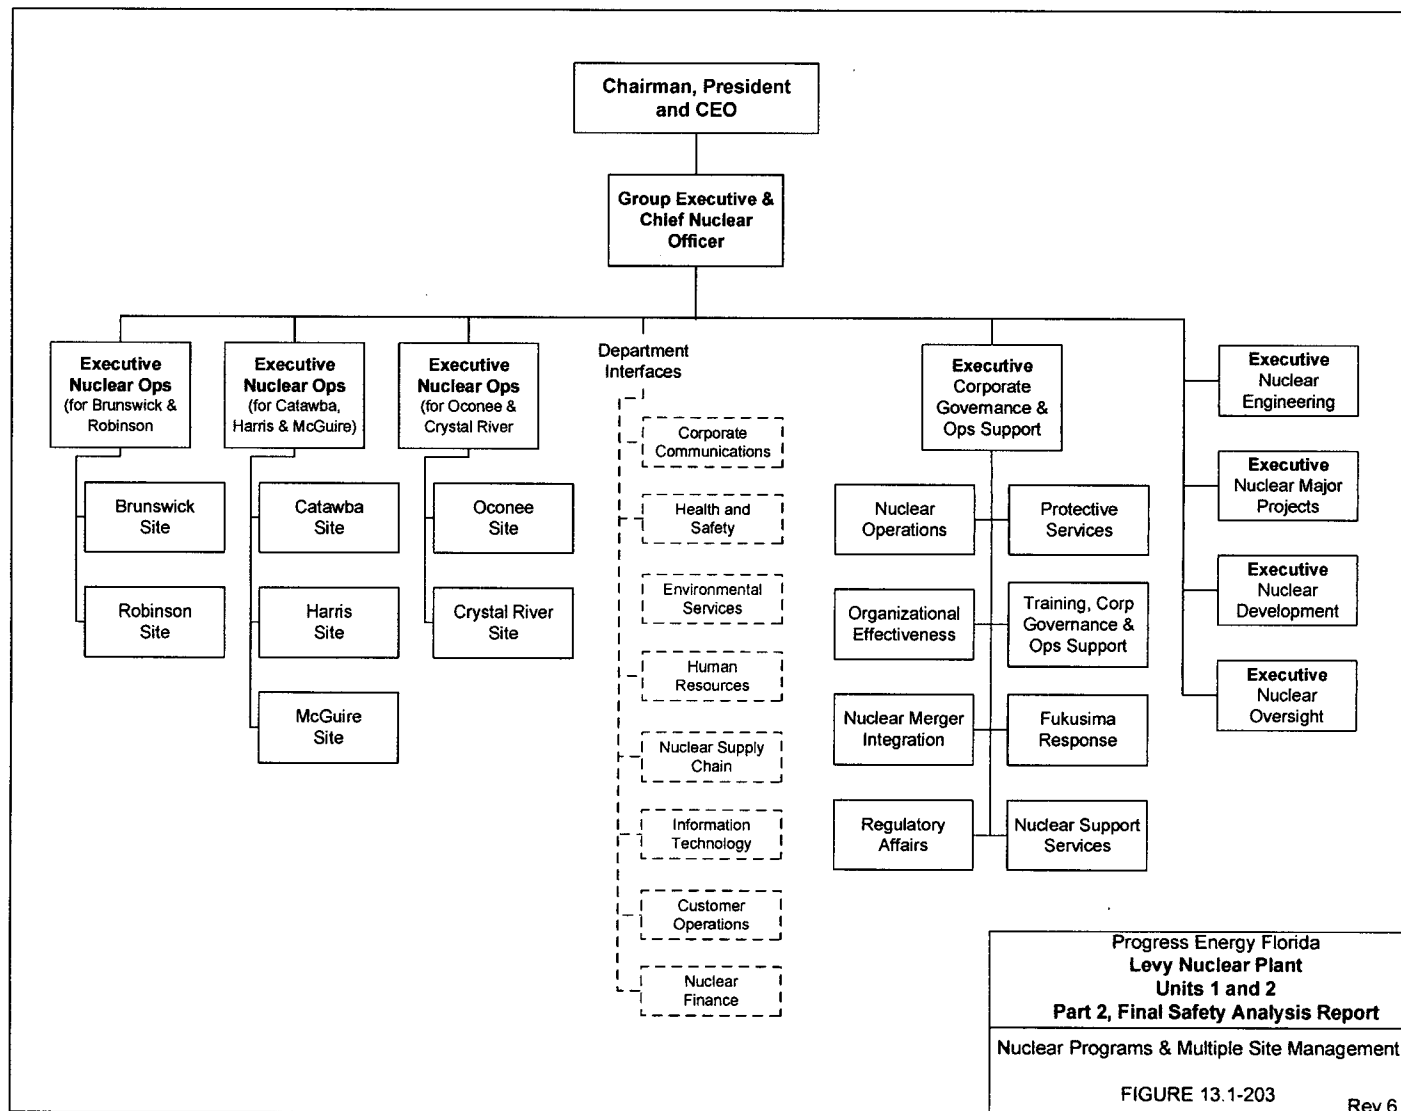 Chairman, President
and CEO
Group Executive &
Chief Nuclear
Officer
Executive
Nuclear Ops
(for Brunswick &
Robinson
Brunswick
Site
Robinson
Site
Executive
Nuclear Ops
(for Catawba,
Harris & McGuire)
Catawba
Site
Harris
Site
McGuire
Site
Executive
Nuclear Ops
(for Oconee &
Crystal River
Oconee
Site
Crystal River
Site
Department
Interfaces
Corporate
Communications
Health and
Safety
Environmental
Services
Human
Resources
Nuclear Supply
Chain
Information
Technology
Customer
Operations
Nuclear
Finance
Executive
Corporate
Governance &
Ops Support
Nuclear
Operations
Protective
Services
Organizational
Effectiveness
Training, Corp
Governance &
Ops Support
Nuclear Merger
Integration
Fukusima
Response
Regulatory
Affairs
Nuclear Support
Services
Executive
Nuclear
Engineering
Executive
Nuclear Major
Projects
Executive
Nuclear
Development
Executive
Nuclear
Oversight
Progress Energy Florida
Levy Nuclear Plant
Units 1 and 2
Part 2, Final Safety Analysis Report
Nuclear Programs & Multiple Site Management
FIGURE 13.1-203
Rev 6